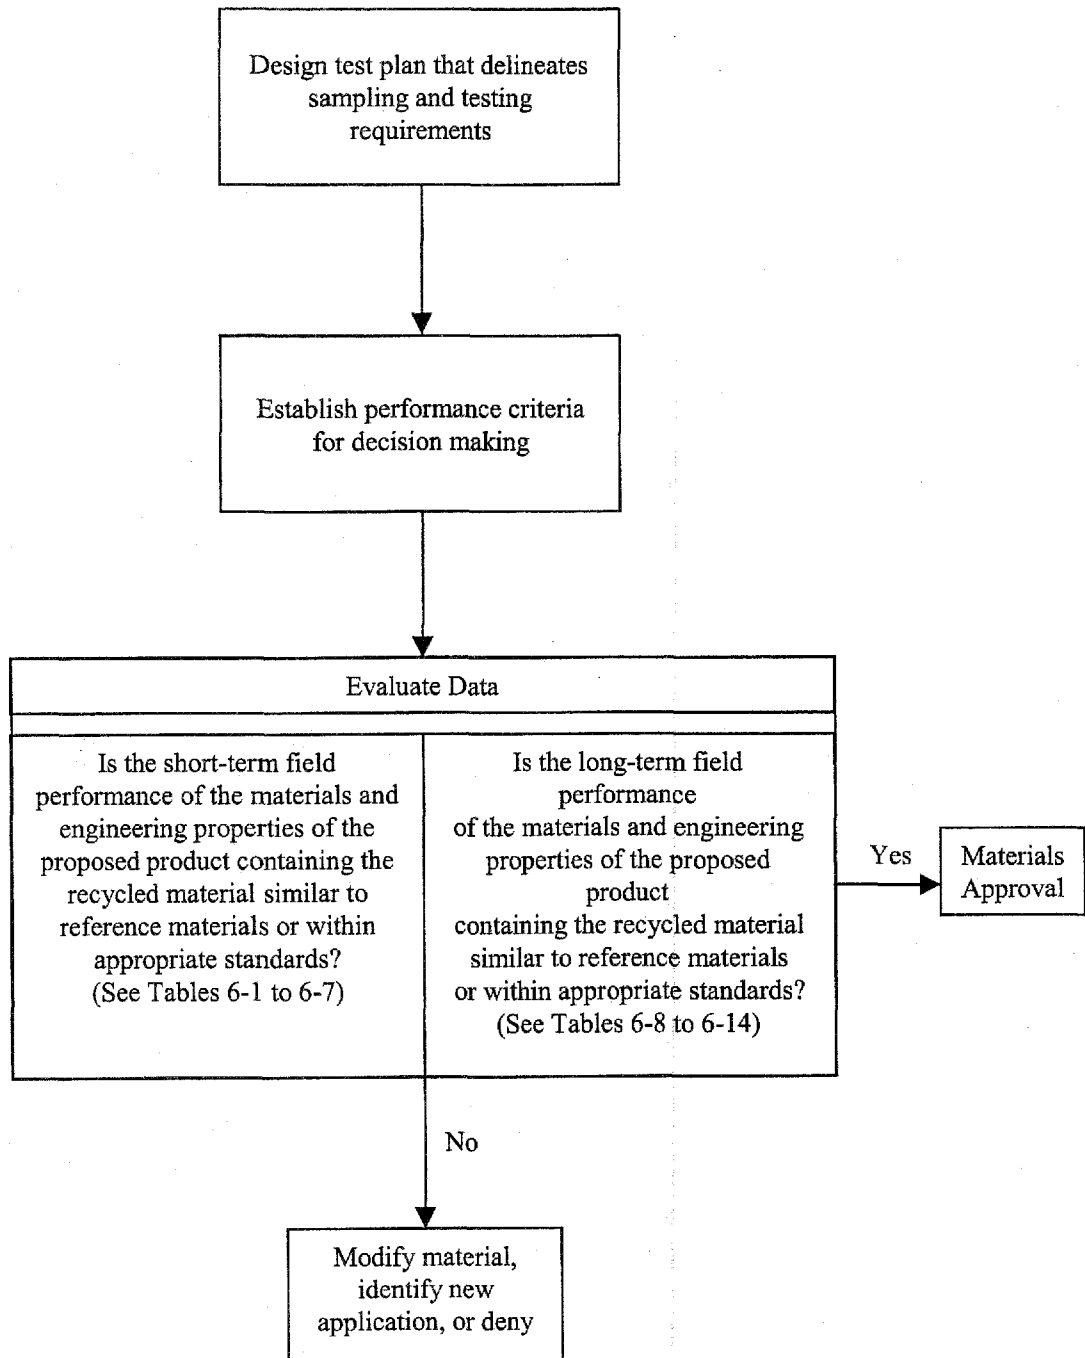 Design test plan that delineates
sampling and testing
requirements
Establish performance criteria
for decision making
Evaluate Data
Is the short-term field
performance of the materials and
engineering properties of the
proposed product containing the
recycled material similar to
reference materials or within
appropriate standards?
(See Tables 6-1 to 6-7)
Is the long-term field
performance
of the materials and engineering
properties of the proposed
product
containing the recycled material
similar to reference materials
or within appropriate standards?
(See Tables 6-8 to 6-14)
Yes
Materials
Approval
No
Modify material,
identify new
application, or deny